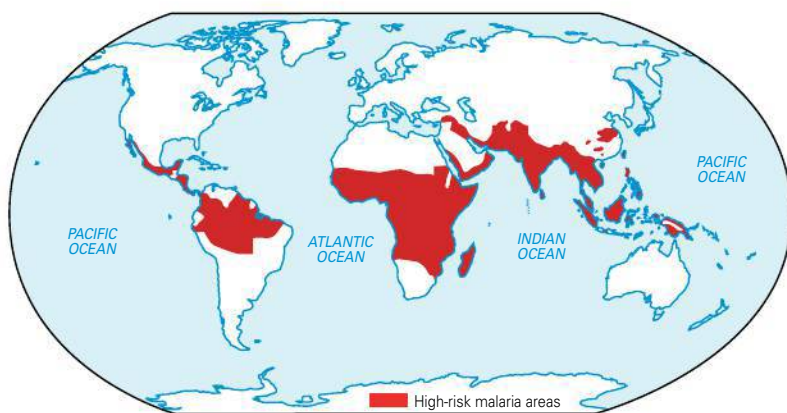 PACIFIC
OCEAN
PACIFIC
OCEAN
ATLANTIC
OCEAN
INDIAN
OCEAN
High-risk malaria areas